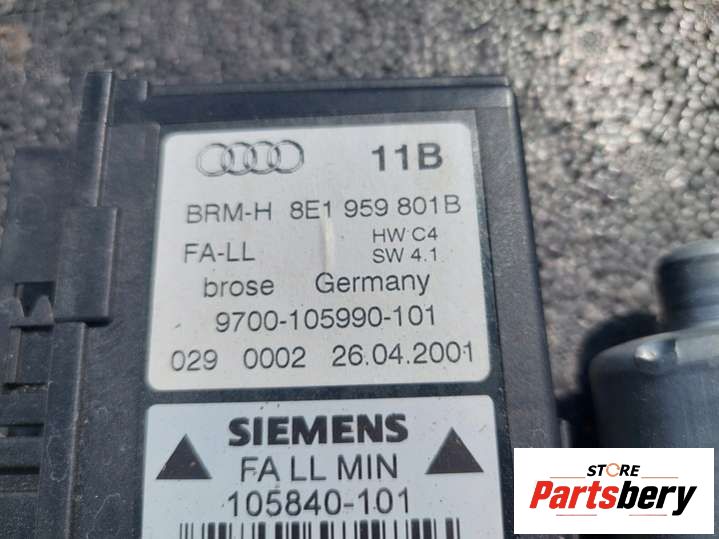 11B
BRM-H 8E1 959 801B
FA-LL HW C4
SW 4.1
brose Germany
9700-105990-101
029 0002 26.04.2001
SIEMENS
FA LL MIN
105840-101
STORE
Partsbery